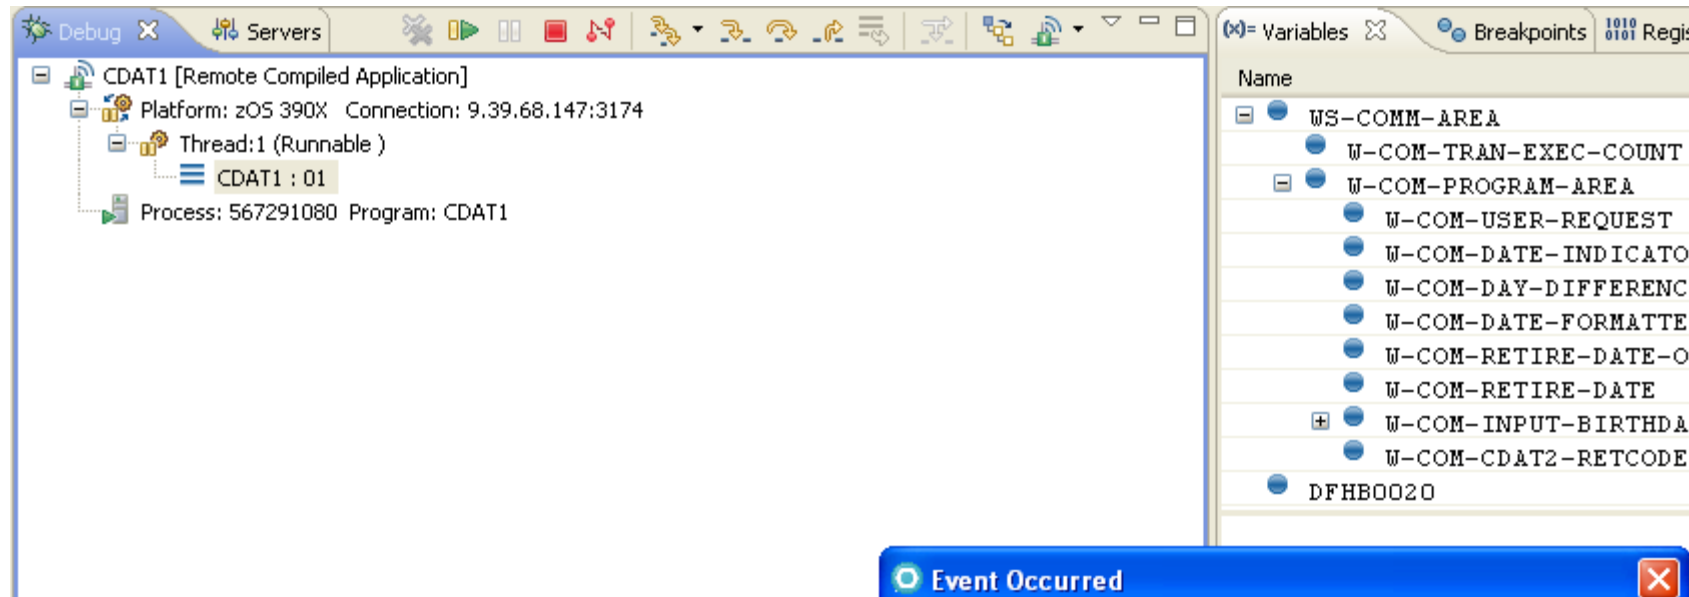 Debug Servers
CDAT1 [Remote Compiled Application]
Platform: zOS 390X Connection: 9.39.68.147:3174
Thread:1 (Runnable )
CDAT1 : 01
Process: 567291080 Program: CDAT1
(x)= Variables Breakpoints 1010 0101 Regis
Name
WS-COMM-AREA
W-COM-TRAN-EXEC-COUNT
W-COM-PROGRAM-AREA
W-COM-USER-REQUEST
W-COM-DATE-INDICATO
W-COM-DAY-DIFFERENC
W-COM-DATE-FORMATTE
W-COM-RETIRE-DATE-O
W-COM-RETIRE-DATE
W-COM-INPUT-BIRTHDA
W-COM-CDAT2-RETCODE
DFHB0020
Event Occurred